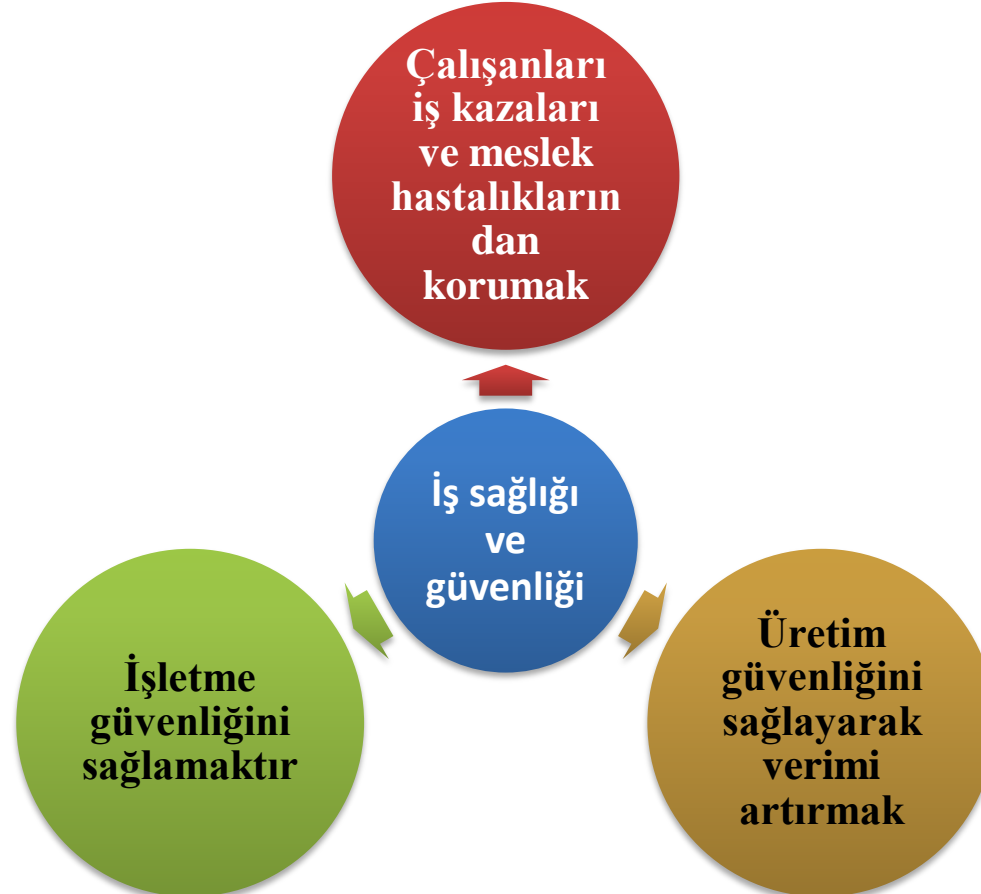 Çalışanları
iş kazaları
ve meslek
hastalıkların
dan
korumak
İş sağlığı
ve
güvenliği
İşletme
güvenliğini
sağlamaktır
Üretim
güvenliğini
sağlayarak
verimi
artırmak